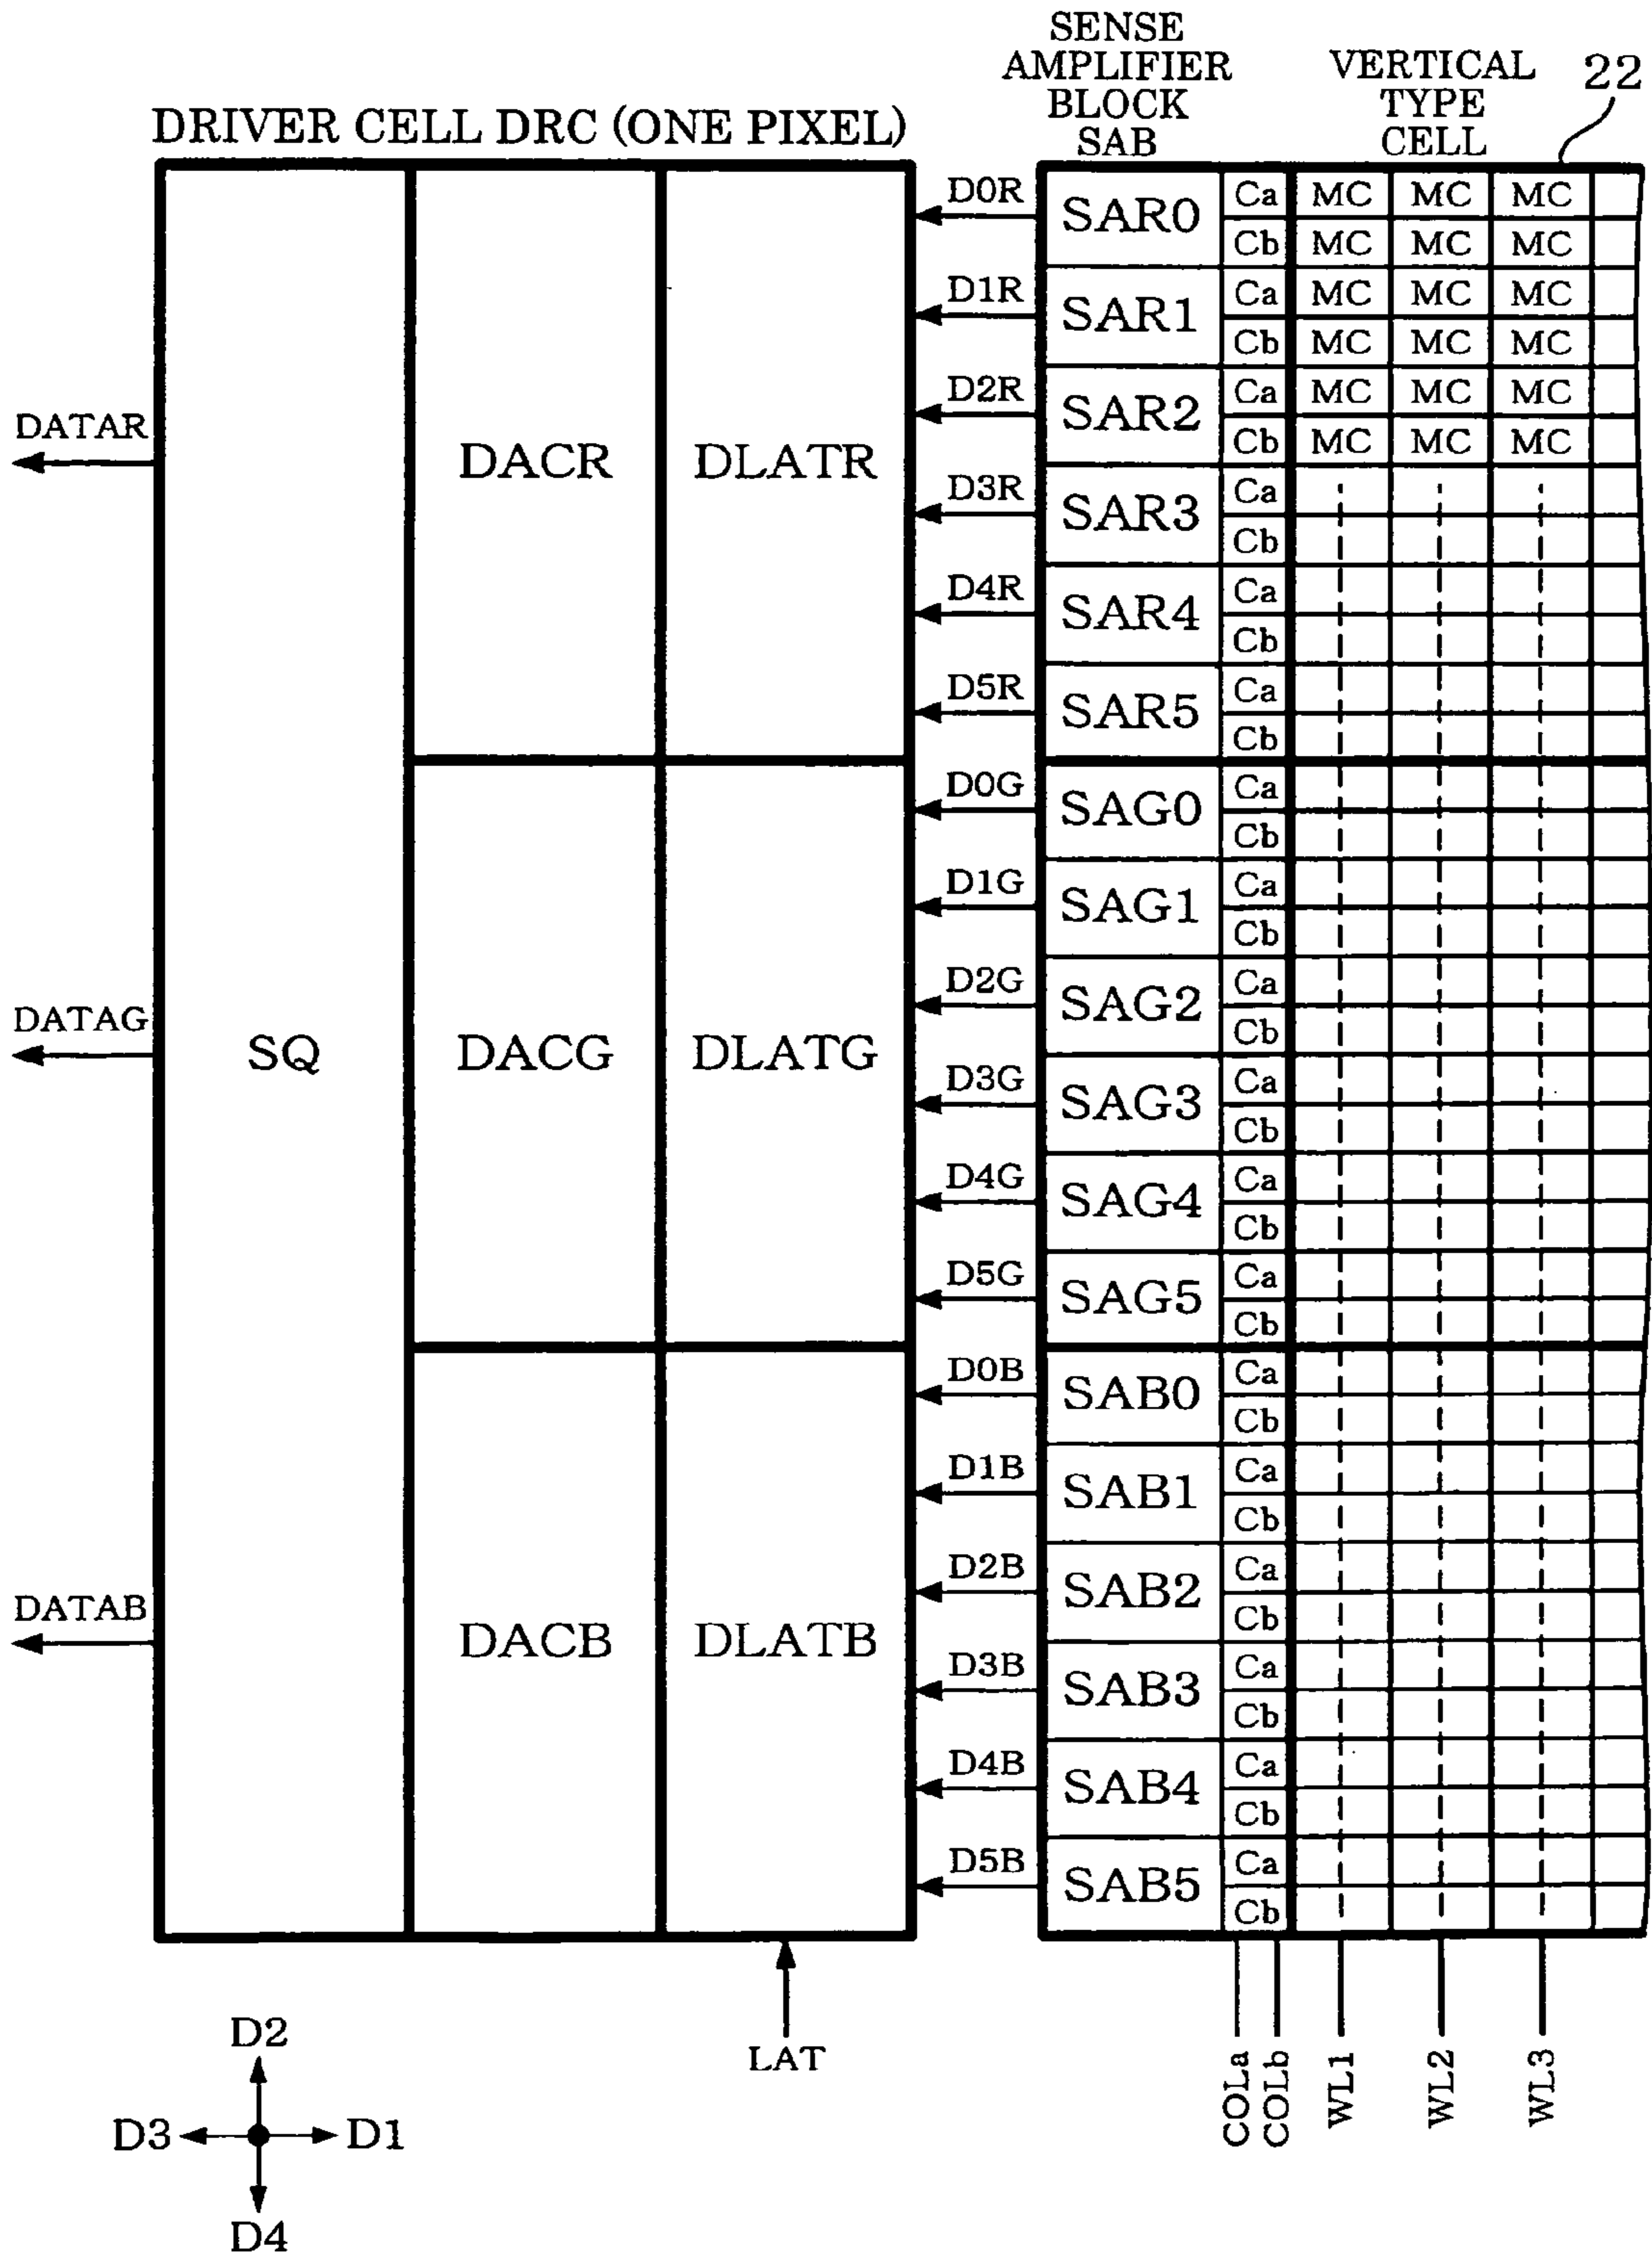 SENSE
AMPLIFIER
BLOCK
SAB
VERTICAL
TYPE
CELL
22
DRIVER CELL DRC (ONE PIXEL)
D0R SAR0 Ca MC MC MC
Cb MC MC MC
D1R SAR1 Ca MC MC MC
Cb MC MC MC
D2R SAR2 Ca MC MC MC
Cb MC MC MC
DATAR DACR DLATR
D3R SAR3 Ca
Cb
D4R SAR4 Ca
Cb
D5R SAR5 Ca
Cb
D0G SAG0 Ca
Cb
D1G SAG1 Ca
Cb
D2G SAG2 Ca
Cb
DATAG SQ DACG DLATG
D3G SAG3 Ca
Cb
D4G SAG4 Ca
Cb
D5G SAG5 Ca
Cb
D0B SAB0 Ca
Cb
D1B SAB1 Ca
Cb
D2B SAB2 Ca
Cb
DATAB DACB DLATB
D3B SAB3 Ca
Cb
D4B SAB4 Ca
Cb
D5B SAB5 Ca
Cb
LAT
COLa
COLb
WL1
WL2
WL3
D2
D3 D1
D4